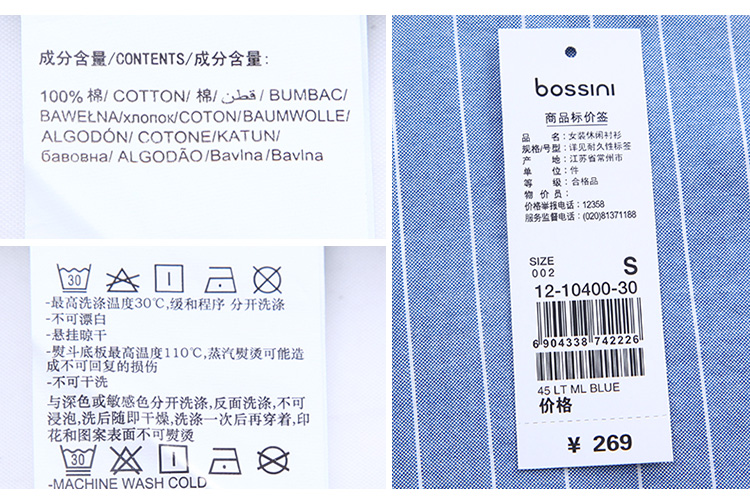 成分含量/CONTENTS/成分含量:
100% 棉/ COTTON/ 棉/ قطن / BUMBAC/
BAWEŁNA/хлопок/COTON/BAUMWOLLE/
ALGODÓN/ COTONE/KATUN/
бавовна/ ALGODÃO/Bavlna/Bavlna
30
-最高洗涤温度30℃,缓和程序 分开洗涤
-不可漂白
-悬挂晾干
-熨斗底板最高温度110℃,蒸汽熨烫可能造
成不可回复的损伤
-不可干洗
与深色或敏感色分开洗涤,反面洗涤,不可
浸泡,洗后随即干燥,洗涤一次后再穿着,印
花和图案表面不可熨烫
30
-MACHINE WASH COLD
bossini
商品标价签
品 名: 女装休闲衬衫
规格/号型: 详见耐久性标签
产 地: 江苏省常州市
单 位: 件
等 级: 合格品
物 价 员:
价格举报电话: 12358
服务监督电话: (020)81371188
SIZE
002 S
12-10400-30
6 904338 742226
45 LT ML BLUE
价格
¥ 269